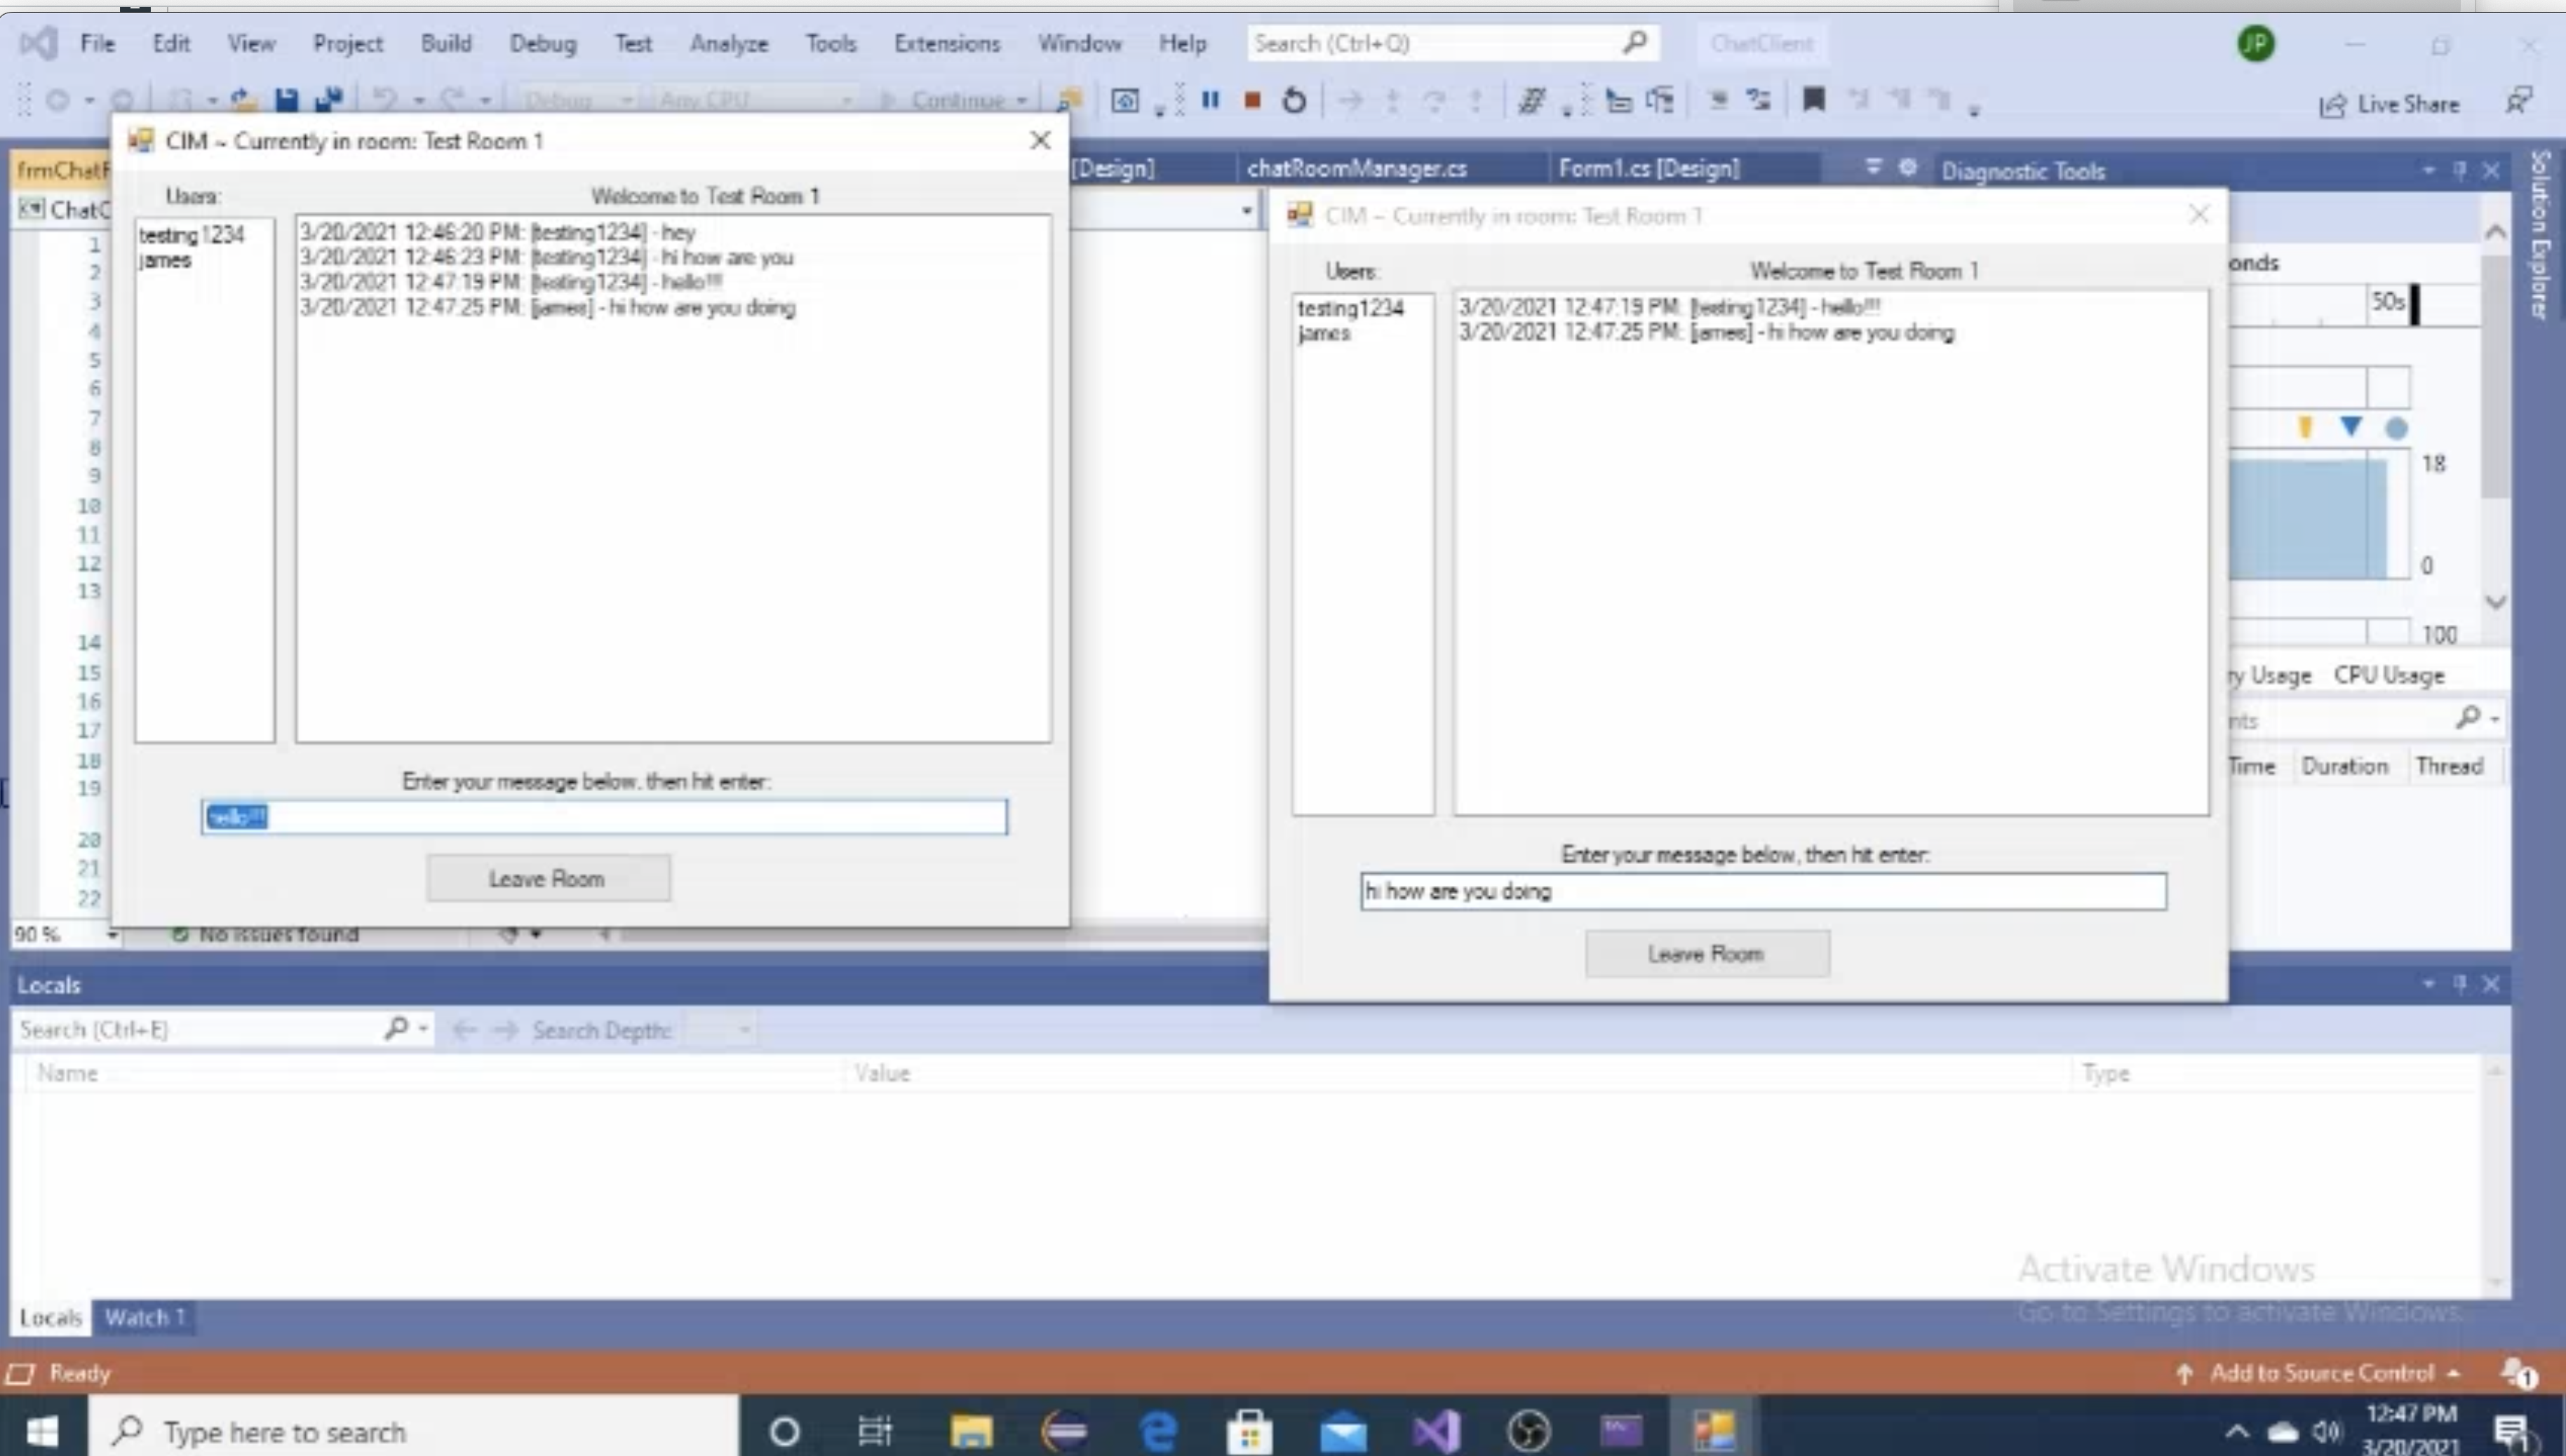 File Edit View Project Build Debug Test Analyze Tools Extensions Window Help Search (Ctrl+Q) ChatClient JP
Debug Any CPU Continue Live Share
[Design] chatRoomManager.cs Form1.cs [Design] Diagnostic Tools
Solution Explorer
CIM ~ Currently in room: Test Room 1
Users: Welcome to Test Room 1
testing1234
james
3/20/2021 12:46:20 PM: [testing1234] - hey
3/20/2021 12:46:23 PM: [testing1234] - hi how are you
3/20/2021 12:47:19 PM: [testing1234] - hello!!!
3/20/2021 12:47:25 PM: [james] - hi how are you doing
Enter your message below, then hit enter:
hello!!!
Leave Room
CIM ~ Currently in room: Test Room 1
Users: Welcome to Test Room 1
testing1234
james
3/20/2021 12:47:19 PM: [testing1234] - hello!!!
3/20/2021 12:47:25 PM: [james] - hi how are you doing
Enter your message below, then hit enter:
hi how are you doing
Leave Room
frmChatR
ChatC
1
2
3
4
5
6
7
8
9
10
11
12
13
14
15
16
17
18
19
20
21
22
90 % No issues found
onds
50s
18
0
100
ry Usage CPU Usage
nts
Time Duration Thread
Locals
Search (Ctrl+E) Search Depth:
Name Value Type
Activate Windows
Go to Settings to activate Windows.
Locals Watch 1
Ready Add to Source Control 1
Type here to search
12:47 PM
3/20/2021